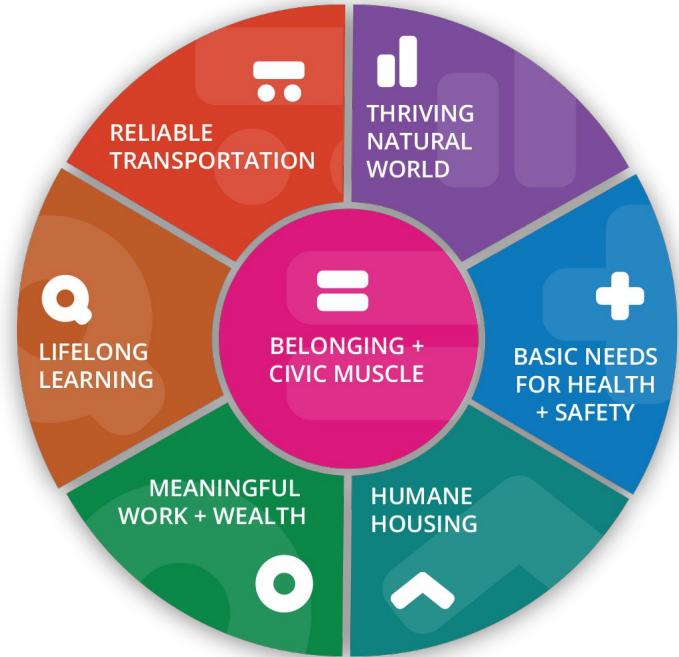 RELIABLE
TRANSPORTATION
THRIVING
NATURAL
WORLD
LIFELONG
LEARNING
BELONGING +
CIVIC MUSCLE
BASIC NEEDS
FOR HEALTH
+ SAFETY
MEANINGFUL
WORK + WEALTH
HUMANE
HOUSING